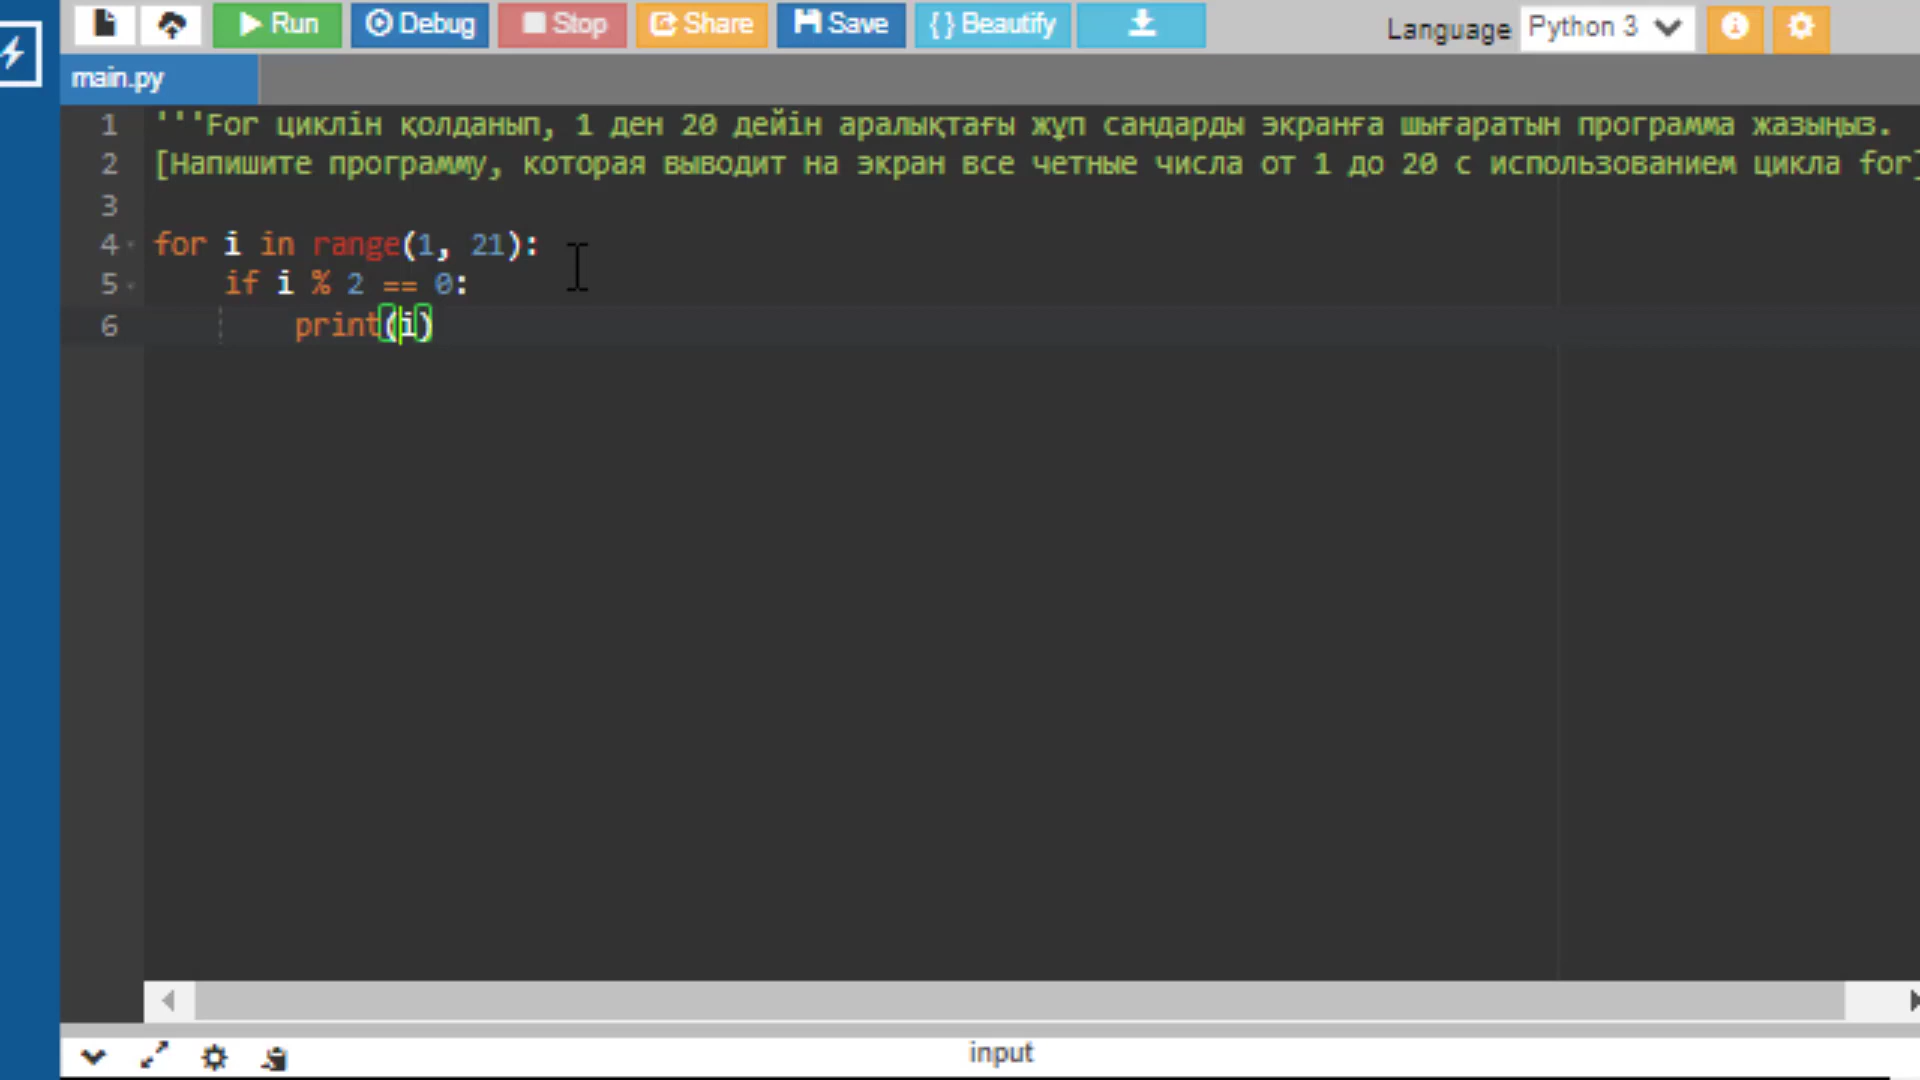 Run Debug Stop Share Save {} Beautify Language Python 3
main.py
1 '''For циклін қолданып, 1 ден 20 дейін аралықтағы жұп сандарды экранға шығаратын программа жазыңыз.
2 [Напишите программу, которая выводит на экран все четные числа от 1 до 20 с использованием цикла for]
3
4 for i in range(1, 21):
5 if i % 2 == 0:
6 print(i)
input